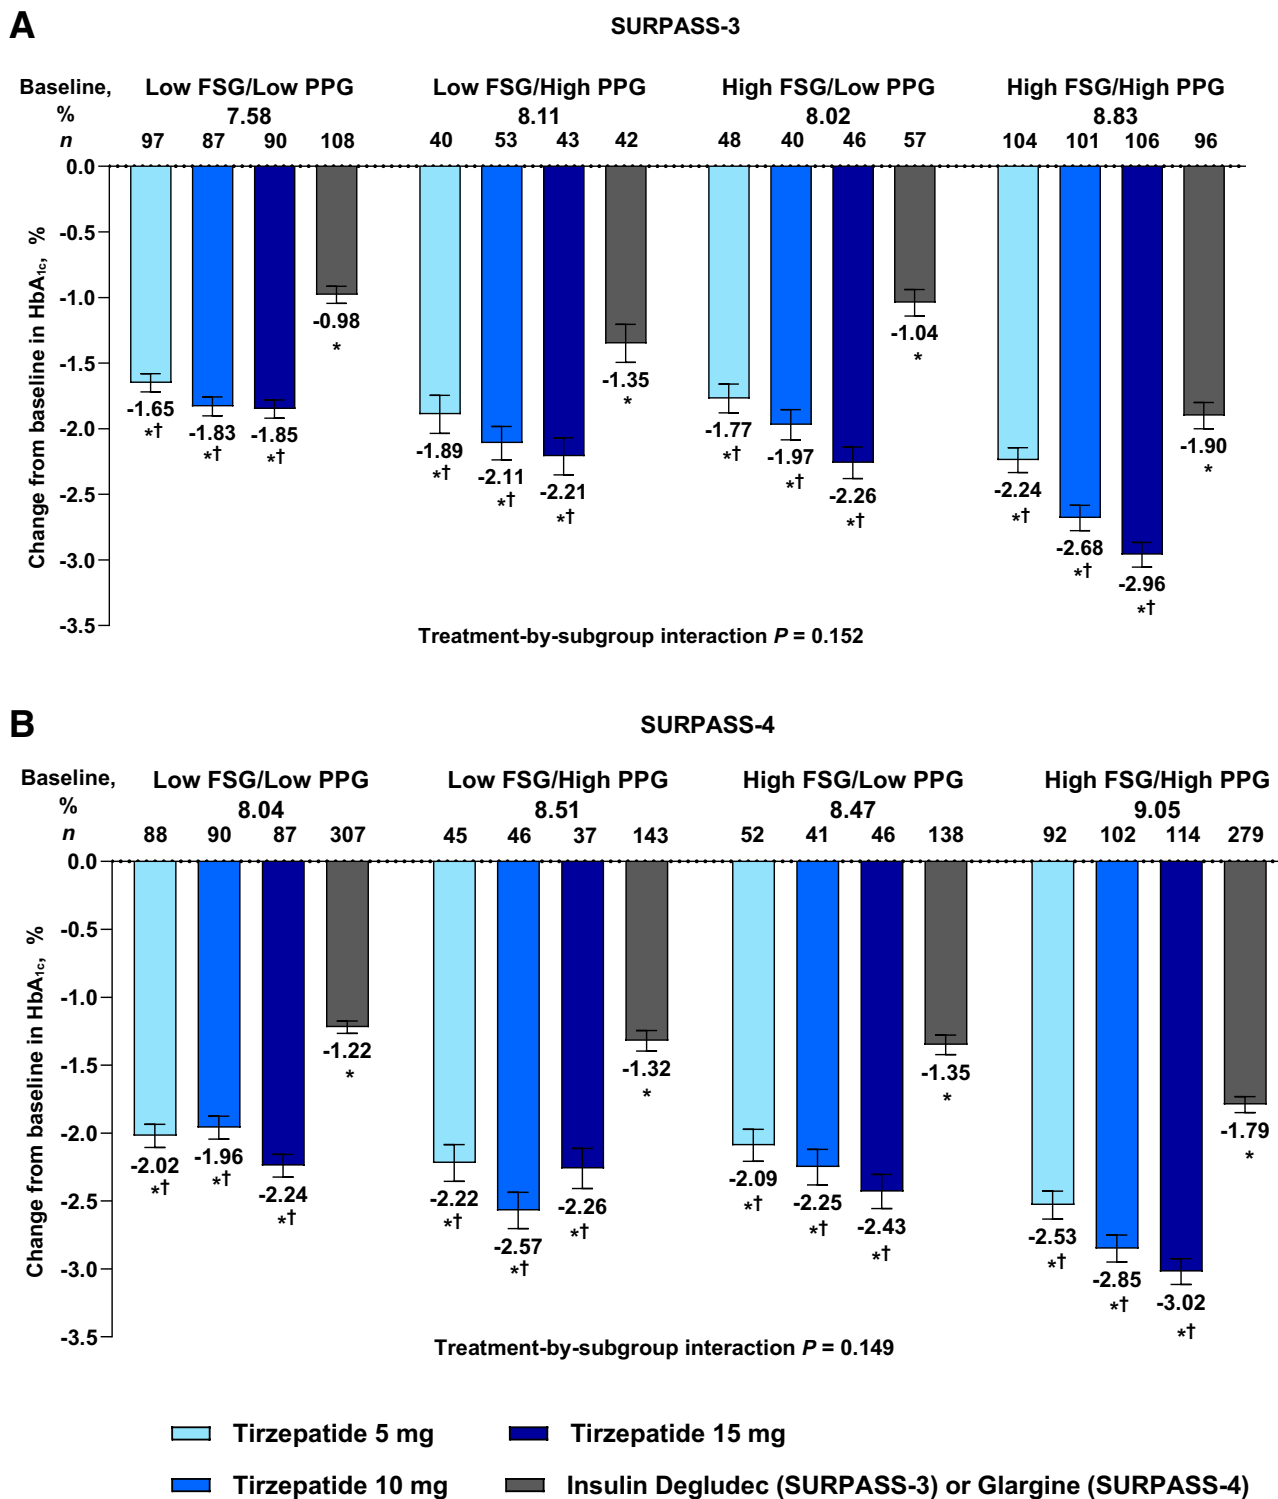 A
SURPASS-3
Baseline, Low FSG/Low PPG Low FSG/High PPG High FSG/Low PPG High FSG/High PPG
% 7.58 8.11 8.02 8.83
n 97 87 90 108 40 53 43 42 48 40 46 57 104 101 106 96
0.0
-0.5
-1.0
-1.5
-2.0
-2.5
-3.0
-3.5
Change from baseline in HbA1c, %
-1.65 -1.83 -1.85 -0.98
*† *† *† *
-1.89 -2.11 -2.21 -1.35
*† *† *† *
-1.77 -1.97 -2.26 -1.04
*† *† *† *
-2.24 -2.68 -2.96 -1.90
*† *† *† *
Treatment-by-subgroup interaction P = 0.152
B
SURPASS-4
Baseline, Low FSG/Low PPG Low FSG/High PPG High FSG/Low PPG High FSG/High PPG
% 8.04 8.51 8.47 9.05
n 88 90 87 307 45 46 37 143 52 41 46 138 92 102 114 279
0.0
-0.5
-1.0
-1.5
-2.0
-2.5
-3.0
-3.5
Change from baseline in HbA1c, %
-2.02 -1.96 -2.24 -1.22
*† *† *† *
-2.22 -2.57 -2.26 -1.32
*† *† *† *
-2.09 -2.25 -2.43 -1.35
*† *† *† *
-2.53 -2.85 -3.02 -1.79
*† *† *† *
Treatment-by-subgroup interaction P = 0.149
Tirzepatide 5 mg Tirzepatide 15 mg
Tirzepatide 10 mg Insulin Degludec (SURPASS-3) or Glargine (SURPASS-4)